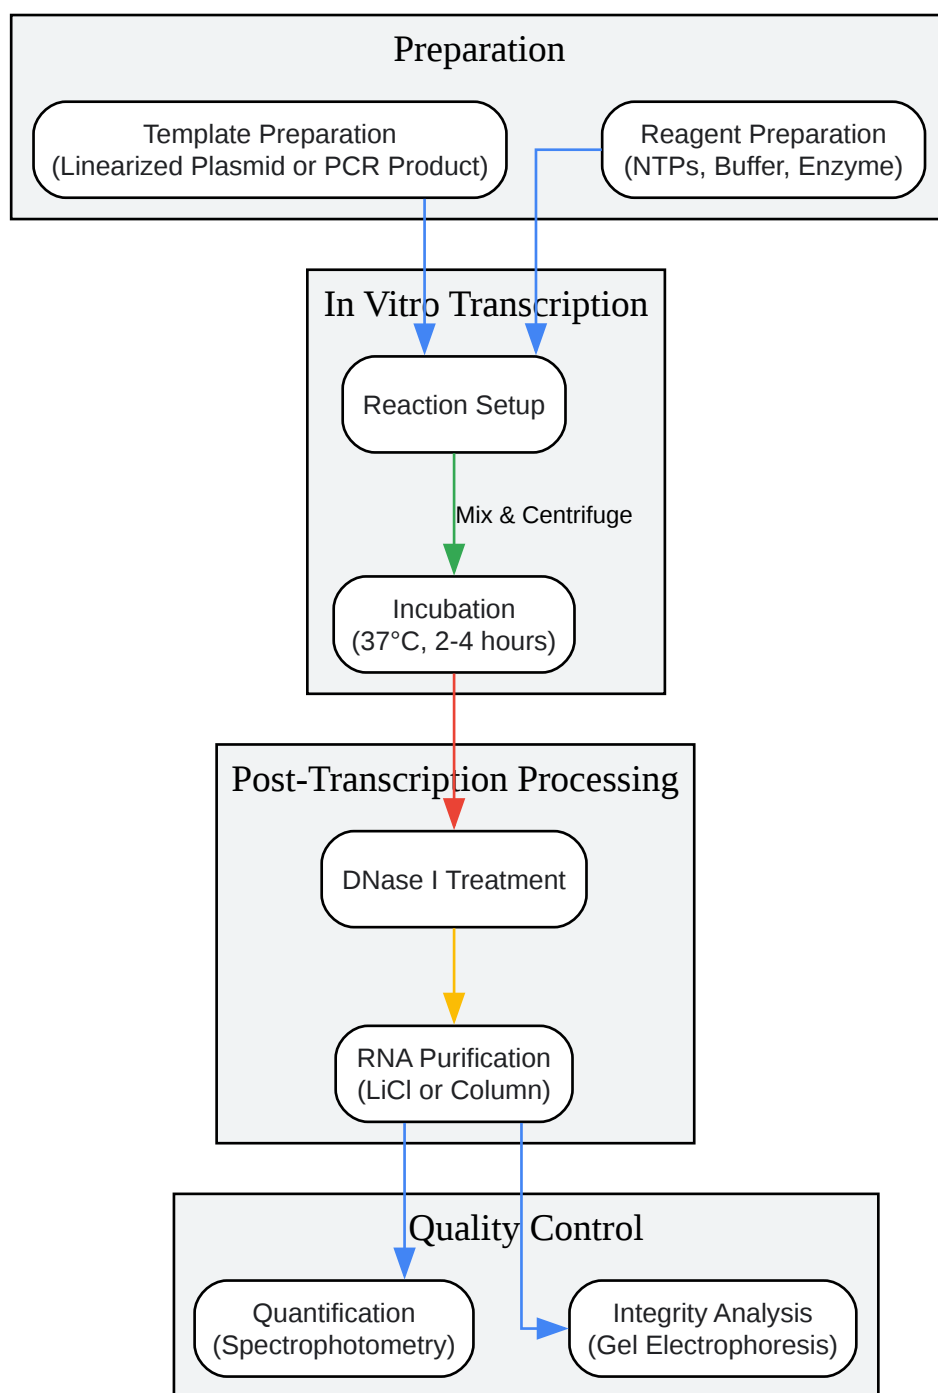 Preparation
Template Preparation
(Linearized Plasmid or PCR Product)
Reagent Preparation
(NTPs, Buffer, Enzyme)
In Vitro Transcription
Reaction Setup
Mix & Centrifuge
Incubation
(37°C, 2-4 hours)
Post-Transcription Processing
DNase I Treatment
RNA Purification
(LiCl or Column)
Quality Control
Quantification
(Spectrophotometry)
Integrity Analysis
(Gel Electrophoresis)